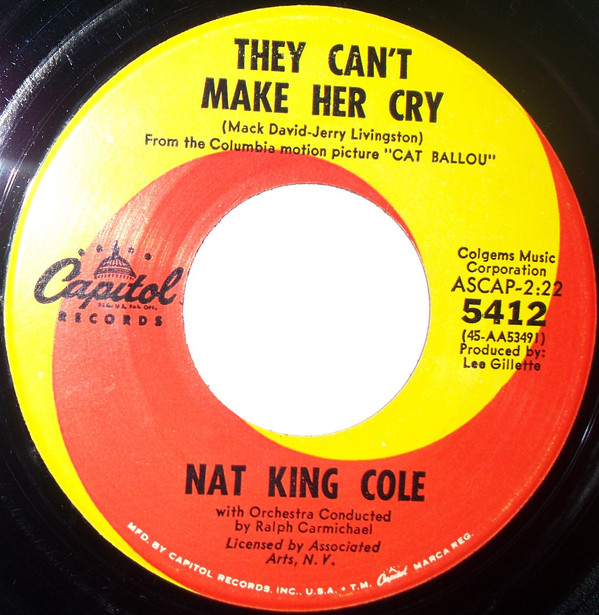 THEY CAN'T
MAKE HER CRY
(Mack David-Jerry Livingston)
From the Columbia motion picture "CAT BALLOU"
Capitol
RECORDS
Colgems Music
Corporation
ASCAP-2:22
5412
(45-AA53491)
Produced by:
Lee Gillette
NAT KING COLE
with Orchestra Conducted
by Ralph Carmichael
Licensed by Associated
Arts, N. Y.
MFD. BY CAPITOL RECORDS, INC., U.S.A. • T.M. Capitol MARCA REG.